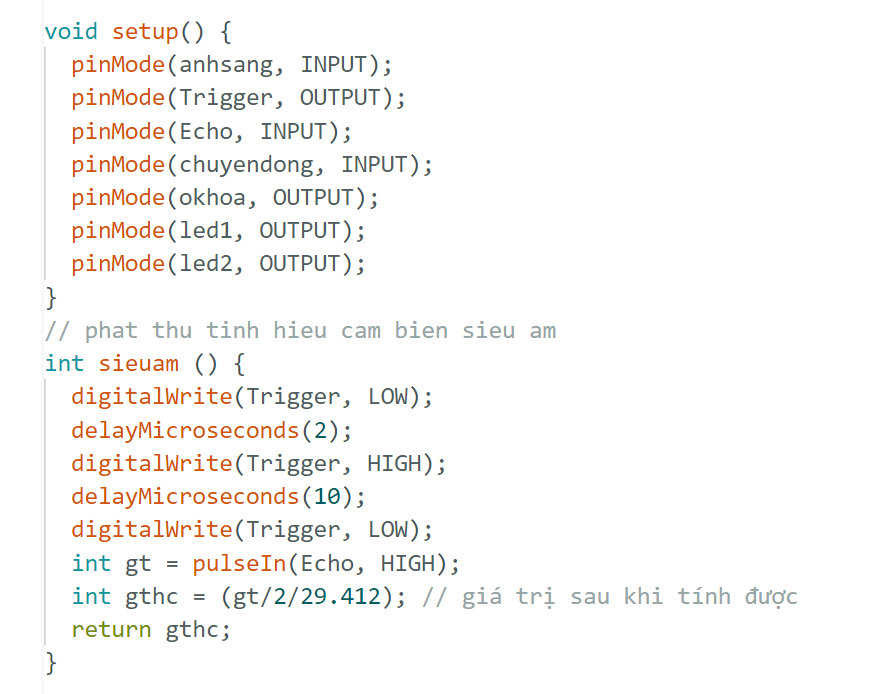 void setup() {
  pinMode(anhsang, INPUT);
  pinMode(Trigger, OUTPUT);
  pinMode(Echo, INPUT);
  pinMode(chuyendong, INPUT);
  pinMode(okhoa, OUTPUT);
  pinMode(led1, OUTPUT);
  pinMode(led2, OUTPUT);
}
// phat thu tinh hieu cam bien sieu am
int sieuam () {
  digitalWrite(Trigger, LOW);
  delayMicroseconds(2);
  digitalWrite(Trigger, HIGH);
  delayMicroseconds(10);
  digitalWrite(Trigger, LOW);
  int gt = pulseIn(Echo, HIGH);
  int gthc = (gt/2/29.412); // giá trị sau khi tính được
  return gthc;
}